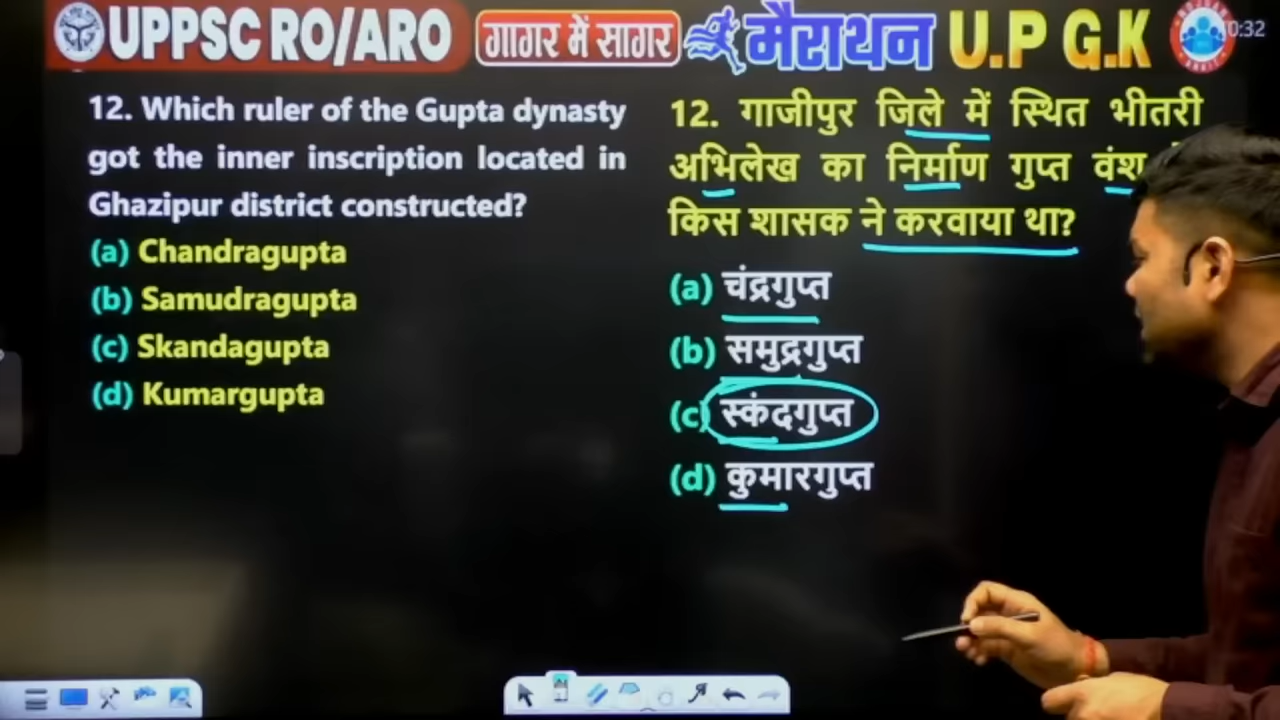 UPPSC RO/ARO गागर में सागर मैराथन U.P G.K
0:32
12. Which ruler of the Gupta dynasty
got the inner inscription located in
Ghazipur district constructed?
(a) Chandragupta
(b) Samudragupta
(c) Skandagupta
(d) Kumargupta
12. गाजीपुर जिले में स्थित भीतरी
अभिलेख का निर्माण गुप्त वंश
किस शासक ने करवाया था?
(a) चंद्रगुप्त
(b) समुद्रगुप्त
(c) स्कंदगुप्त
(d) कुमारगुप्त